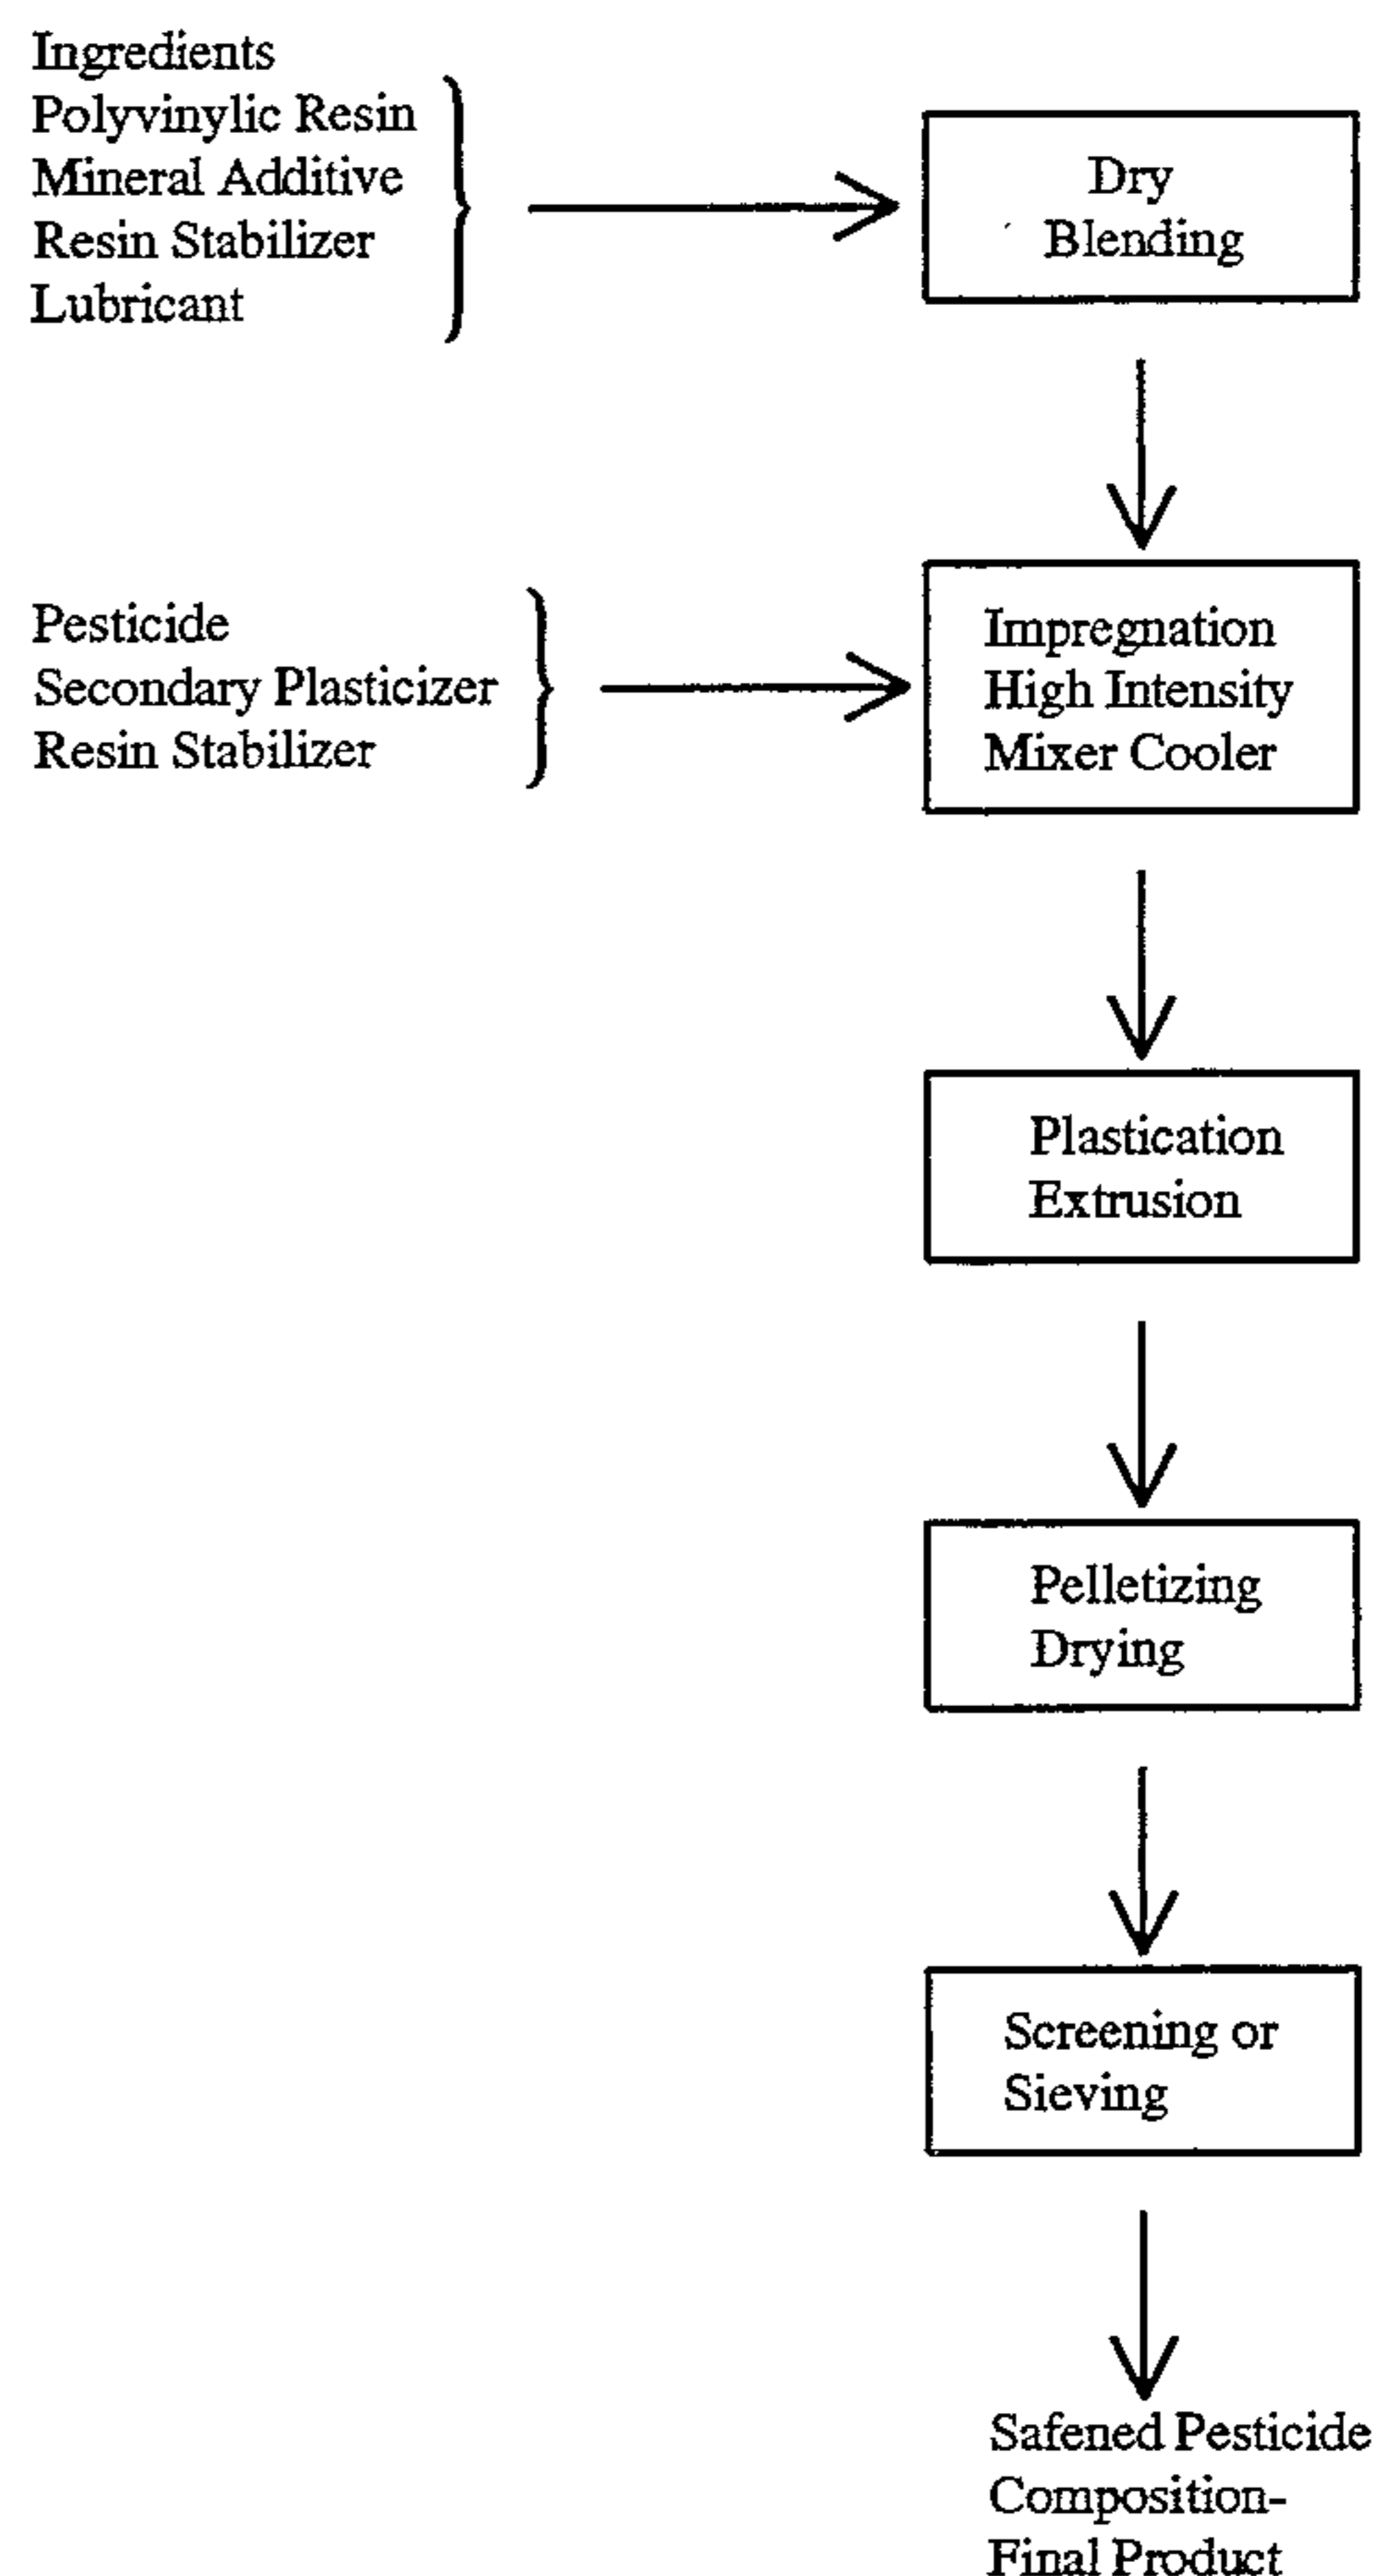 Ingredients
Polyvinylic Resin
Mineral Additive
Resin Stabilizer
Lubricant
Dry
Blending
Pesticide
Secondary Plasticizer
Resin Stabilizer
Impregnation
High Intensity
Mixer Cooler
Plastication
Extrusion
Pelletizing
Drying
Screening or
Sieving
Safened Pesticide
Composition-
Final Product